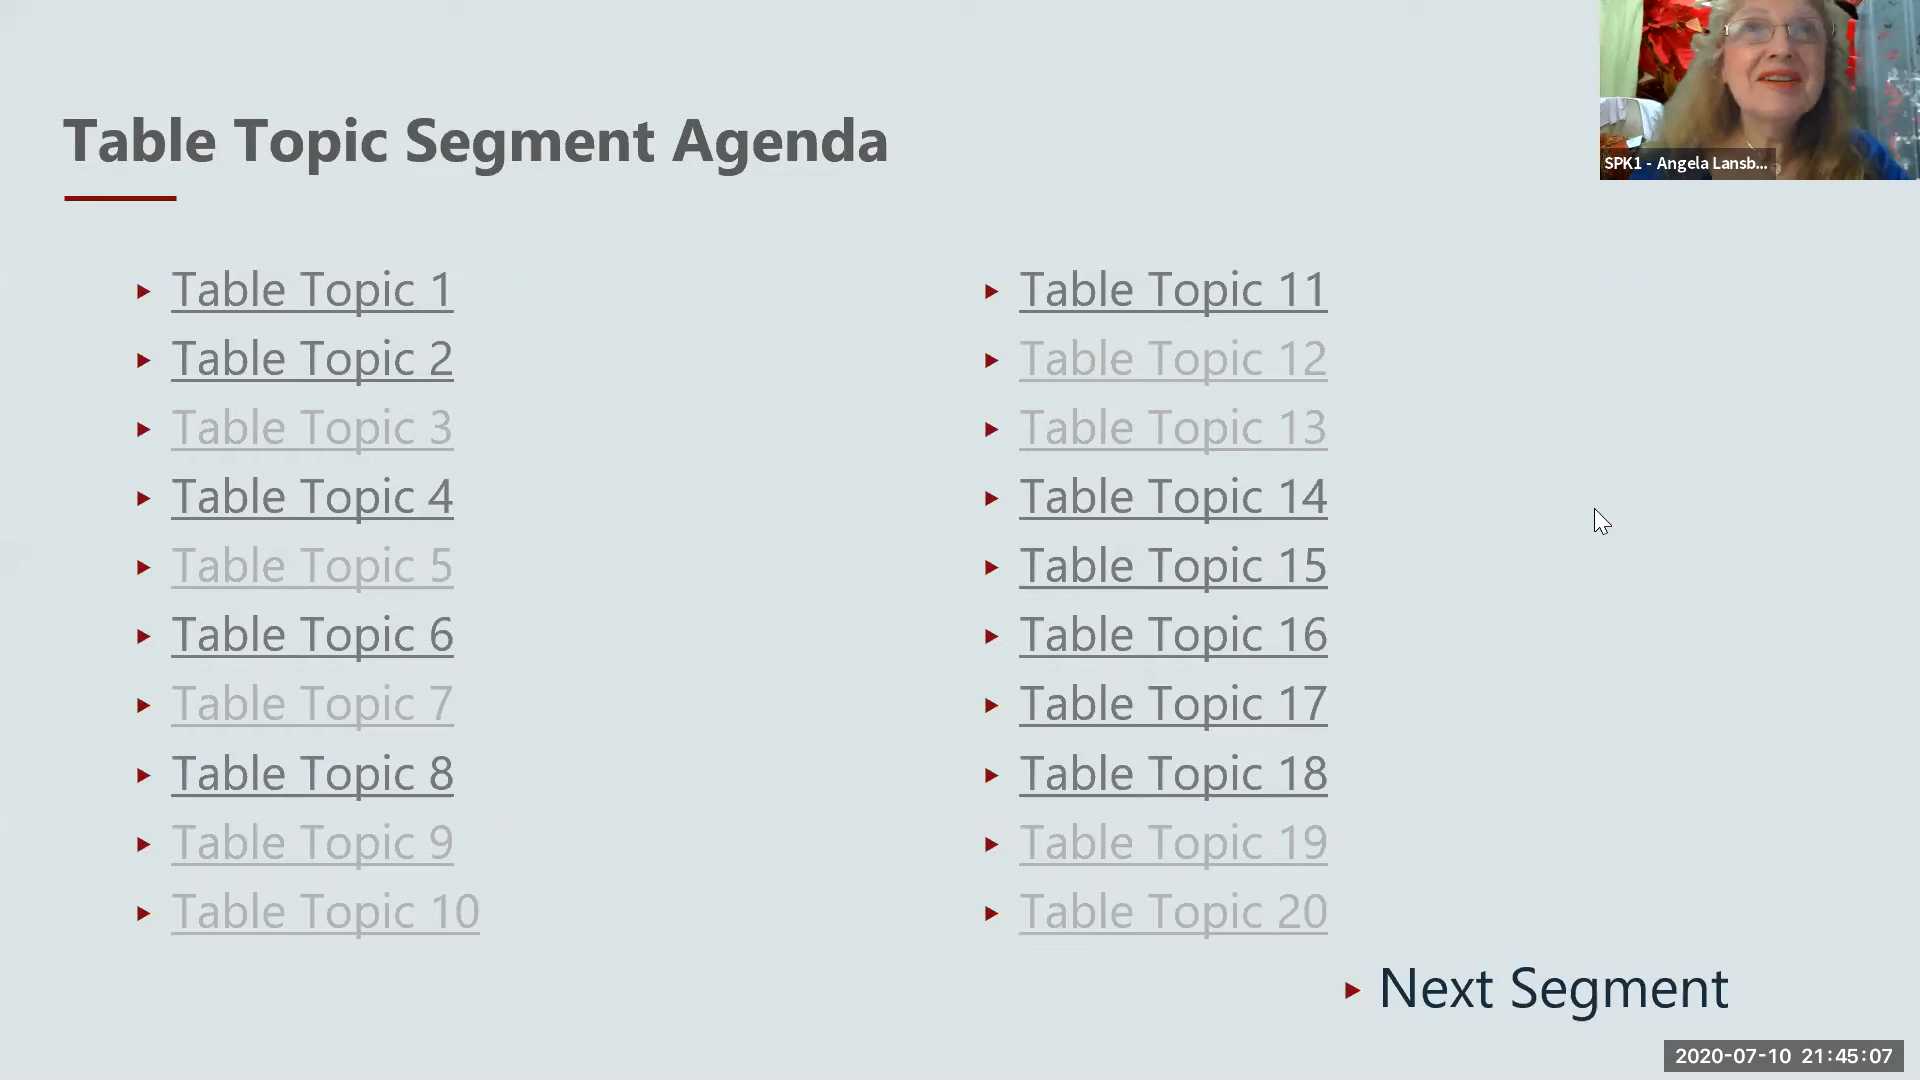 Table Topic Segment Agenda
SPK1 - Angela Lansb...
Table Topic 1
Table Topic 2
Table Topic 3
Table Topic 4
Table Topic 5
Table Topic 6
Table Topic 7
Table Topic 8
Table Topic 9
Table Topic 10
Table Topic 11
Table Topic 12
Table Topic 13
Table Topic 14
Table Topic 15
Table Topic 16
Table Topic 17
Table Topic 18
Table Topic 19
Table Topic 20
Next Segment
2020-07-10 21:45:07